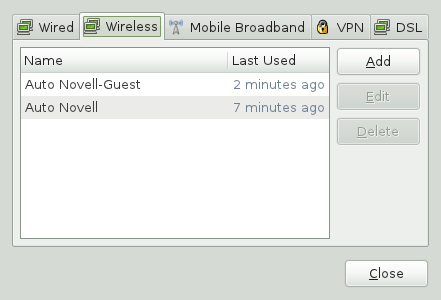 Wired Wireless Mobile Broadband VPN DSL
Name Last Used
Auto Novell-Guest 2 minutes ago
Auto Novell 7 minutes ago
Add
Edit
Delete
Close